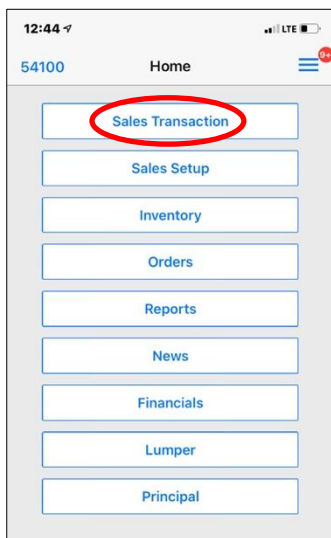 12:44 LTE
54100 Home 9+
Sales Transaction
Sales Setup
Inventory
Orders
Reports
News
Financials
Lumper
Principal